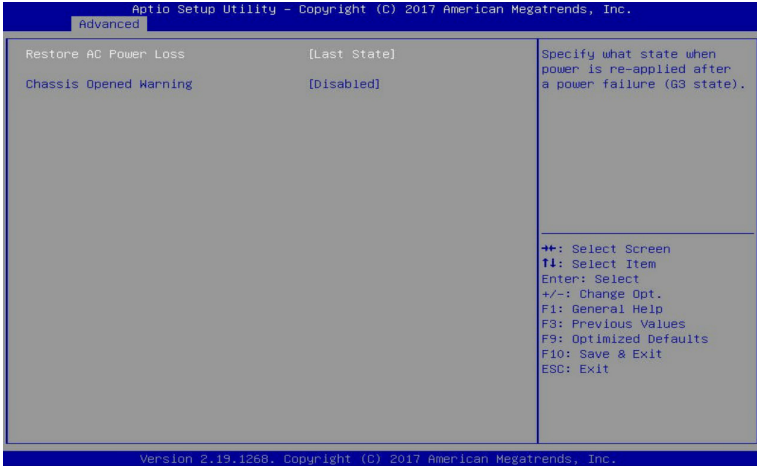 Aptio Setup Utility – Copyright (C) 2017 American Megatrends, Inc.
Advanced
Restore AC Power Loss [Last State]
Chassis Opened Warning [Disabled]
Specify what state when
power is re-applied after
a power failure (G3 state).
→←: Select Screen
↑↓: Select Item
Enter: Select
+/-: Change Opt.
F1: General Help
F3: Previous Values
F9: Optimized Defaults
F10: Save & Exit
ESC: Exit
Version 2.19.1268. Copyright (C) 2017 American Megatrends, Inc.